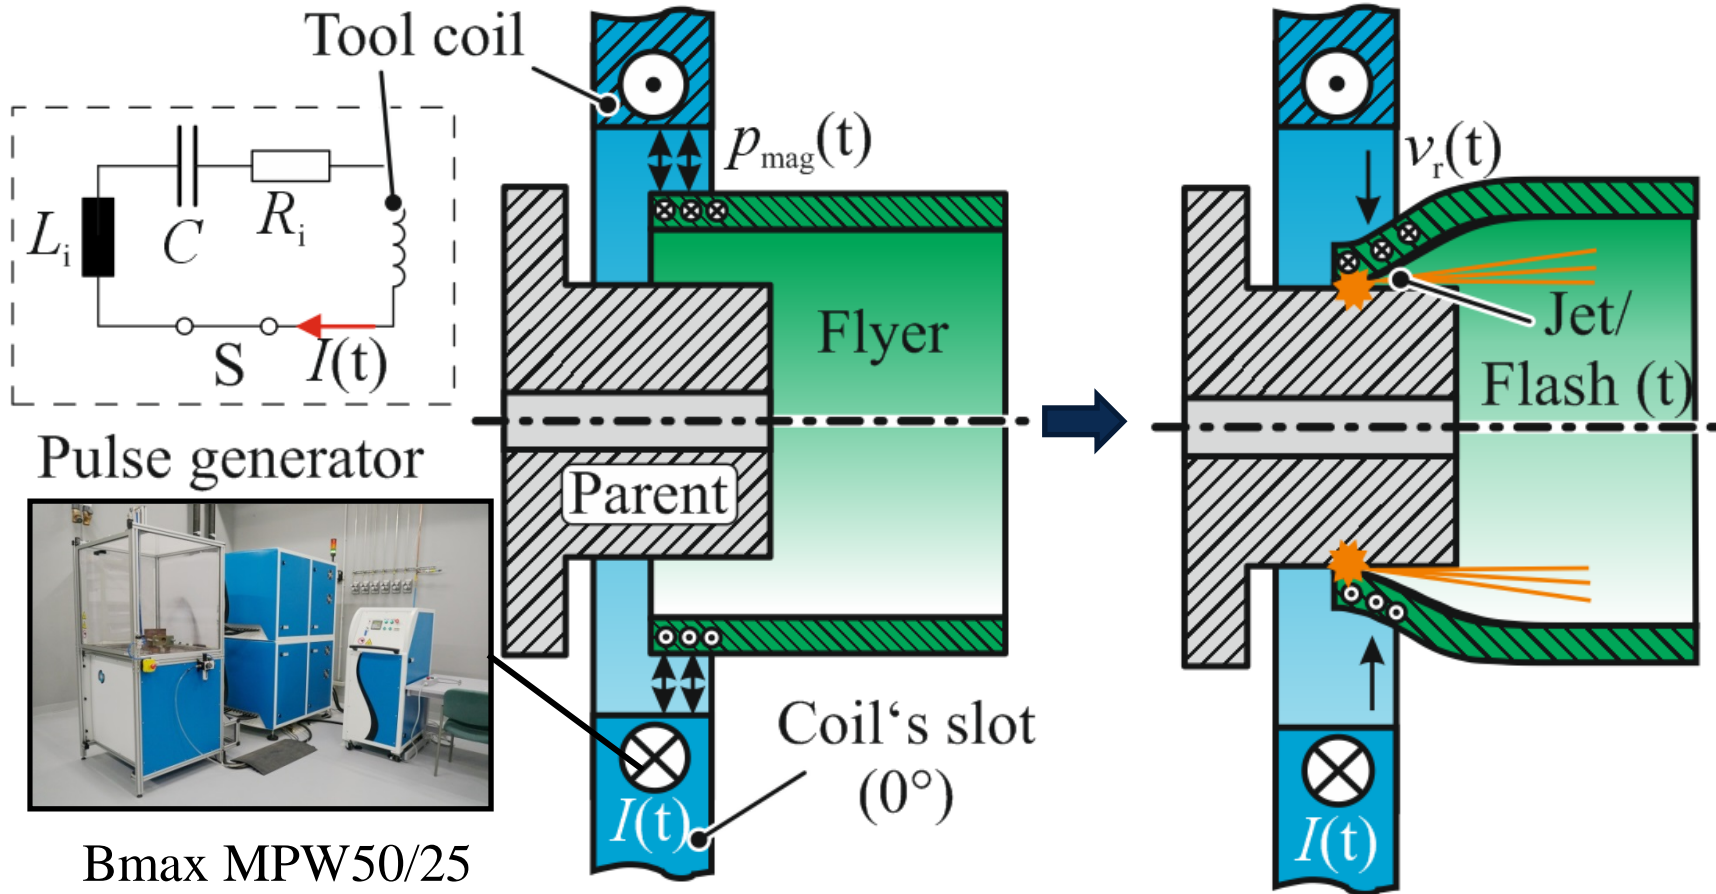 Tool coil
L_i
C
R_i
S
I(t)
Pulse generator
Bmax MPW50/25
p_mag(t)
Flyer
Parent
Coil‘s slot
(0°)
I(t)
v_r(t)
Jet/
Flash (t)
I(t)